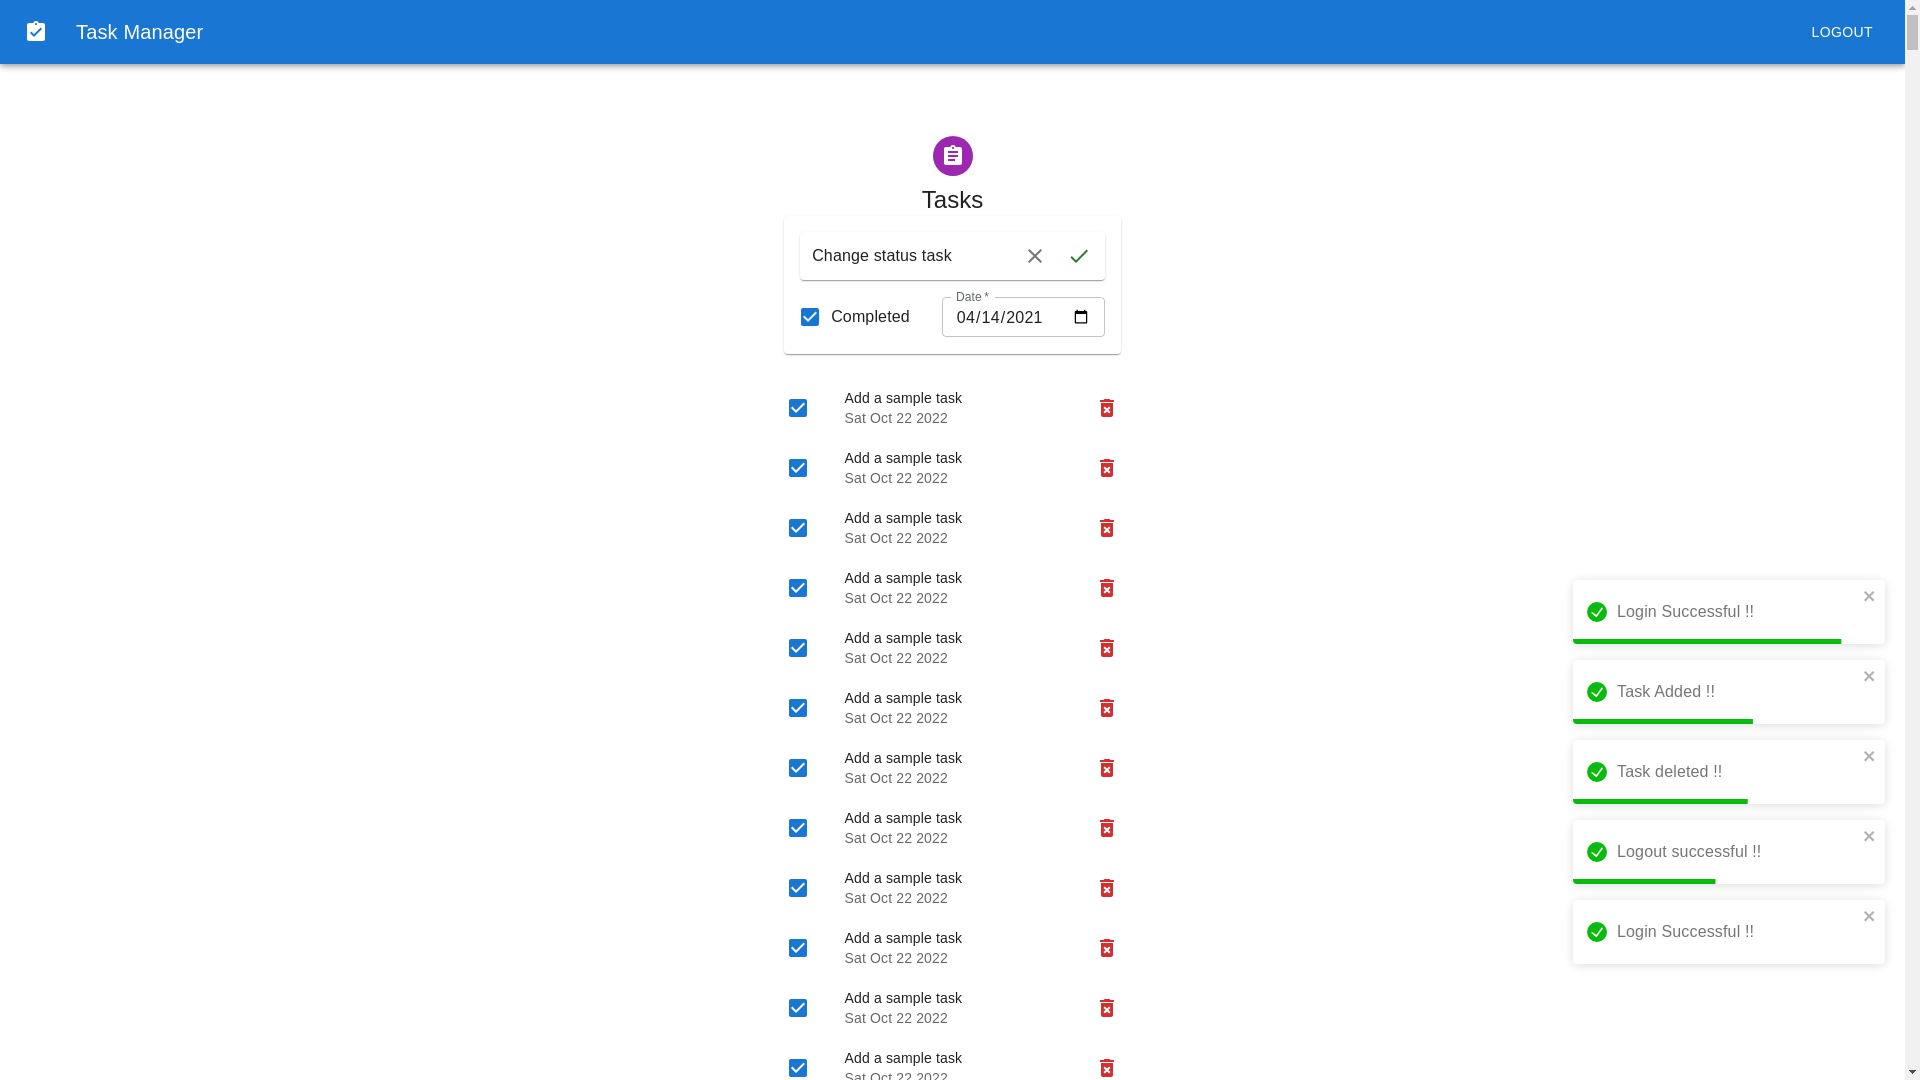 Task Manager
LOGOUT
Tasks
Change status task
Completed
Date *
04/14/2021
Add a sample task
Sat Oct 22 2022
Add a sample task
Sat Oct 22 2022
Add a sample task
Sat Oct 22 2022
Add a sample task
Sat Oct 22 2022
Add a sample task
Sat Oct 22 2022
Add a sample task
Sat Oct 22 2022
Add a sample task
Sat Oct 22 2022
Add a sample task
Sat Oct 22 2022
Add a sample task
Sat Oct 22 2022
Add a sample task
Sat Oct 22 2022
Add a sample task
Sat Oct 22 2022
Add a sample task
Sat Oct 22 2022
Login Successful !!
Task Added !!
Task deleted !!
Logout successful !!
Login Successful !!